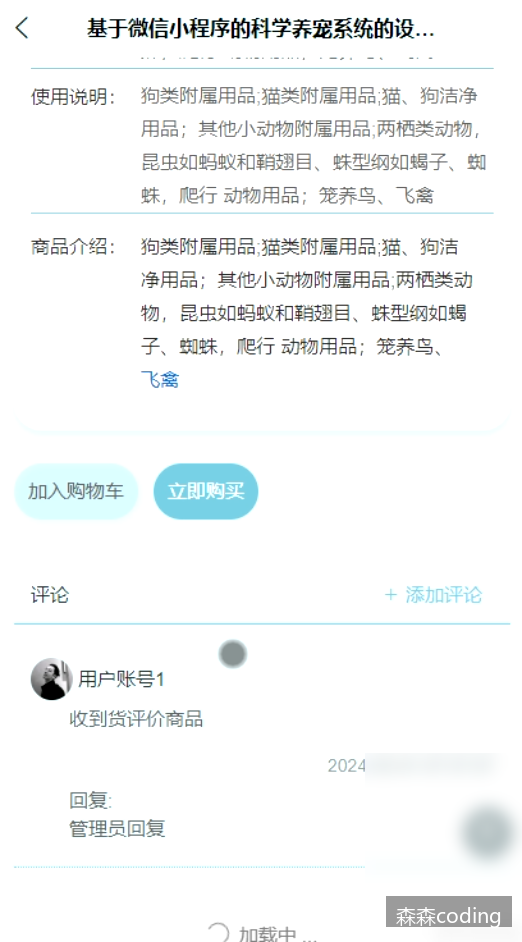 基于微信小程序的科学养宠系统的设...
使用说明：
狗类附属用品;猫类附属用品;猫、狗洁净
用品；其他小动物附属用品;两栖类动物，
昆虫如蚂蚁和鞘翅目、蛛型纲如蝎子、蜘
蛛，爬行 动物用品；笼养鸟、飞禽
商品介绍：
狗类附属用品;猫类附属用品;猫、狗洁
净用品；其他小动物附属用品;两栖类动
物，昆虫如蚂蚁和鞘翅目、蛛型纲如蝎
子、蜘蛛，爬行 动物用品；笼养鸟、
飞禽
加入购物车 立即购买
评论 + 添加评论
用户账号1
收到货评价商品
2024
回复:
管理员回复
森森coding
加载中 ...